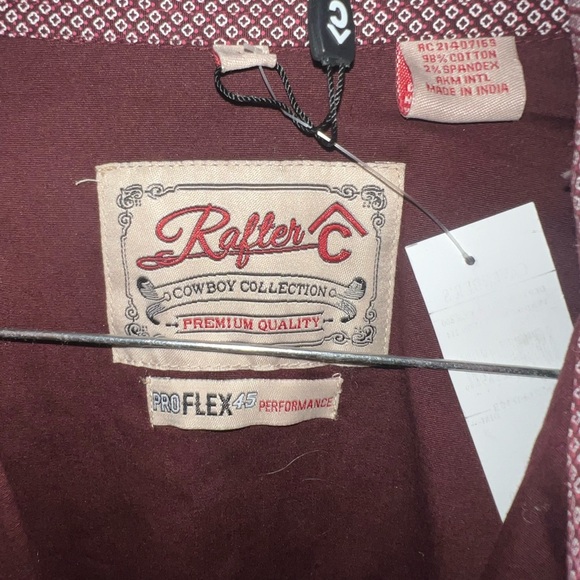 RC 2140716S
98% COTTON
2% SPANDEX
RKM INTL
MADE IN INDIA
Rafter C
COWBOY COLLECTION
PREMIUM QUALITY
PRO FLEX 45 PERFORMANCE